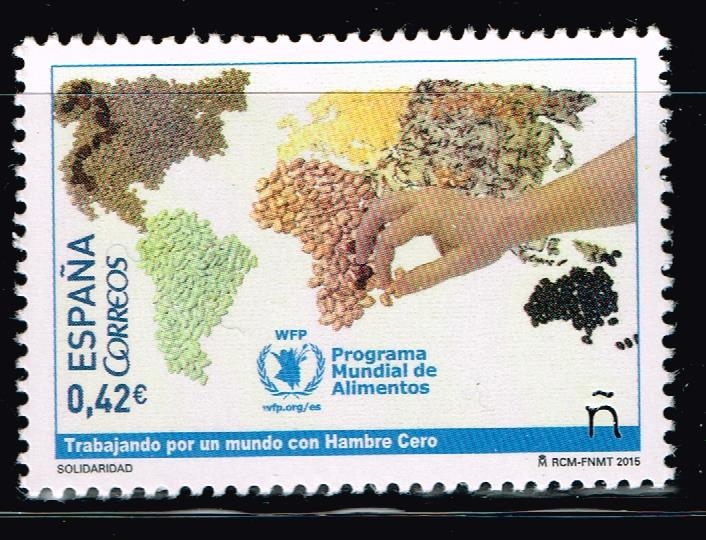 ESPAÑA
CORREOS
0,42€
WFP
Programa
Mundial de
Alimentos
wfp.org/es
ñ
Trabajando por un mundo con Hambre Cero
SOLIDARIDAD
RCM-FNMT 2015